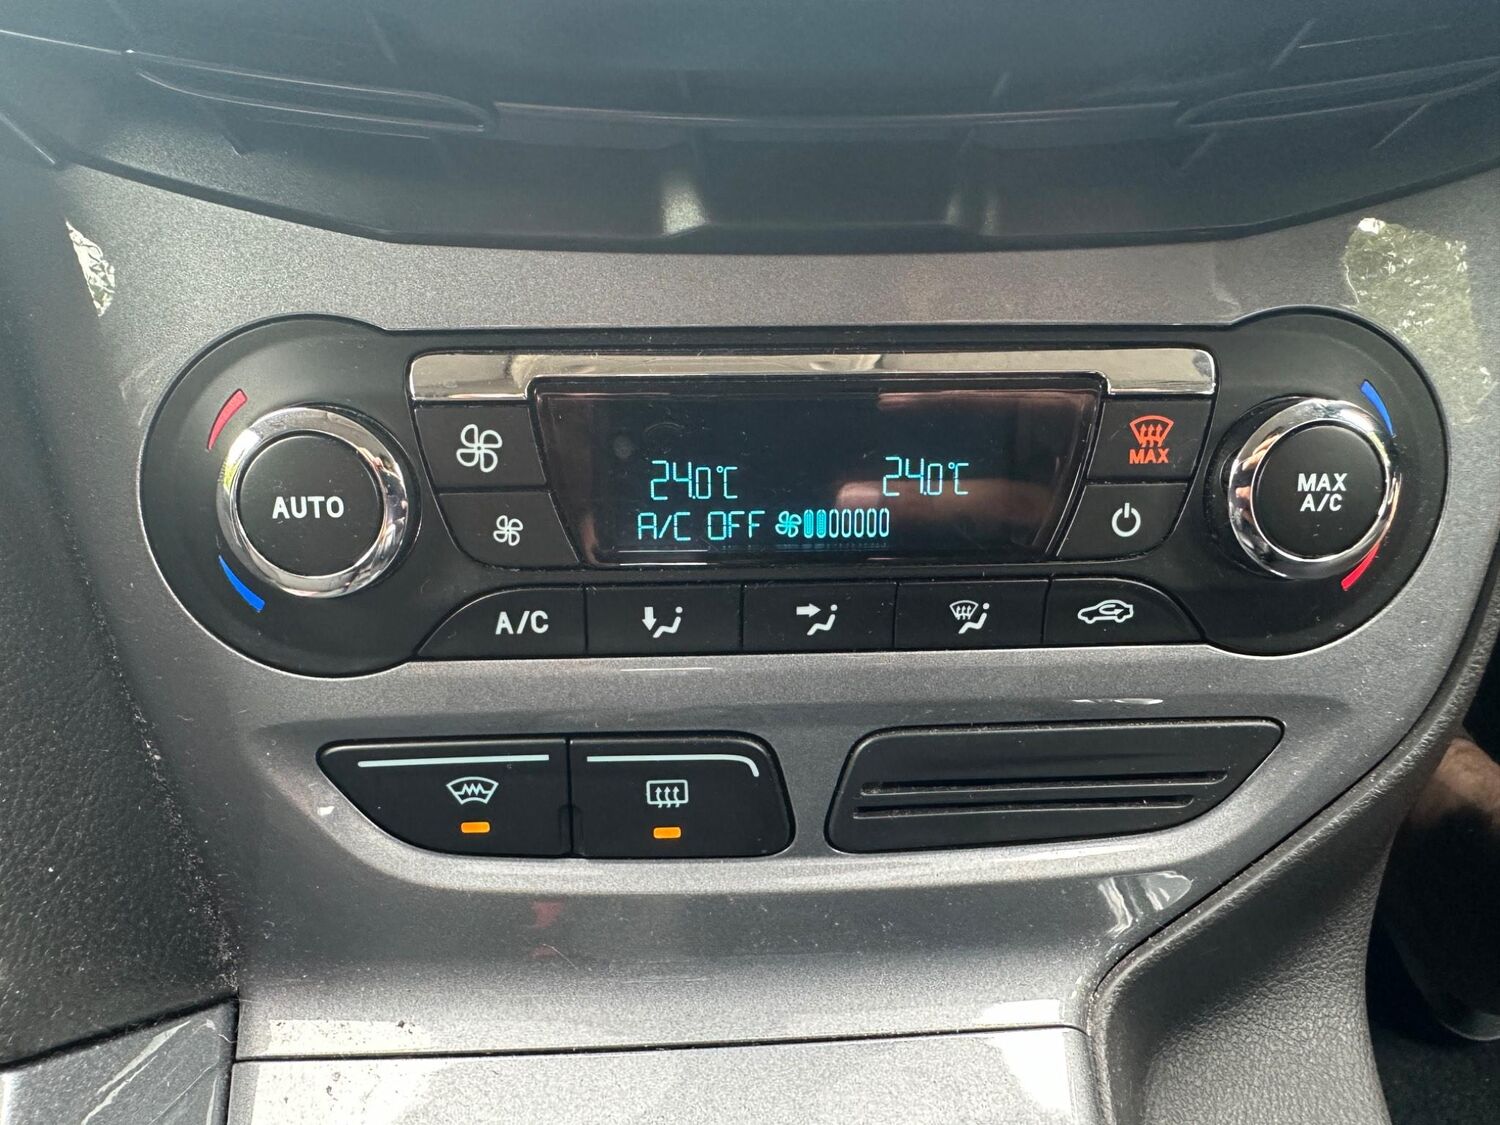 AUTO
24.0°C 24.0°C
A/C OFF
MAX
MAX
A/C
A/C